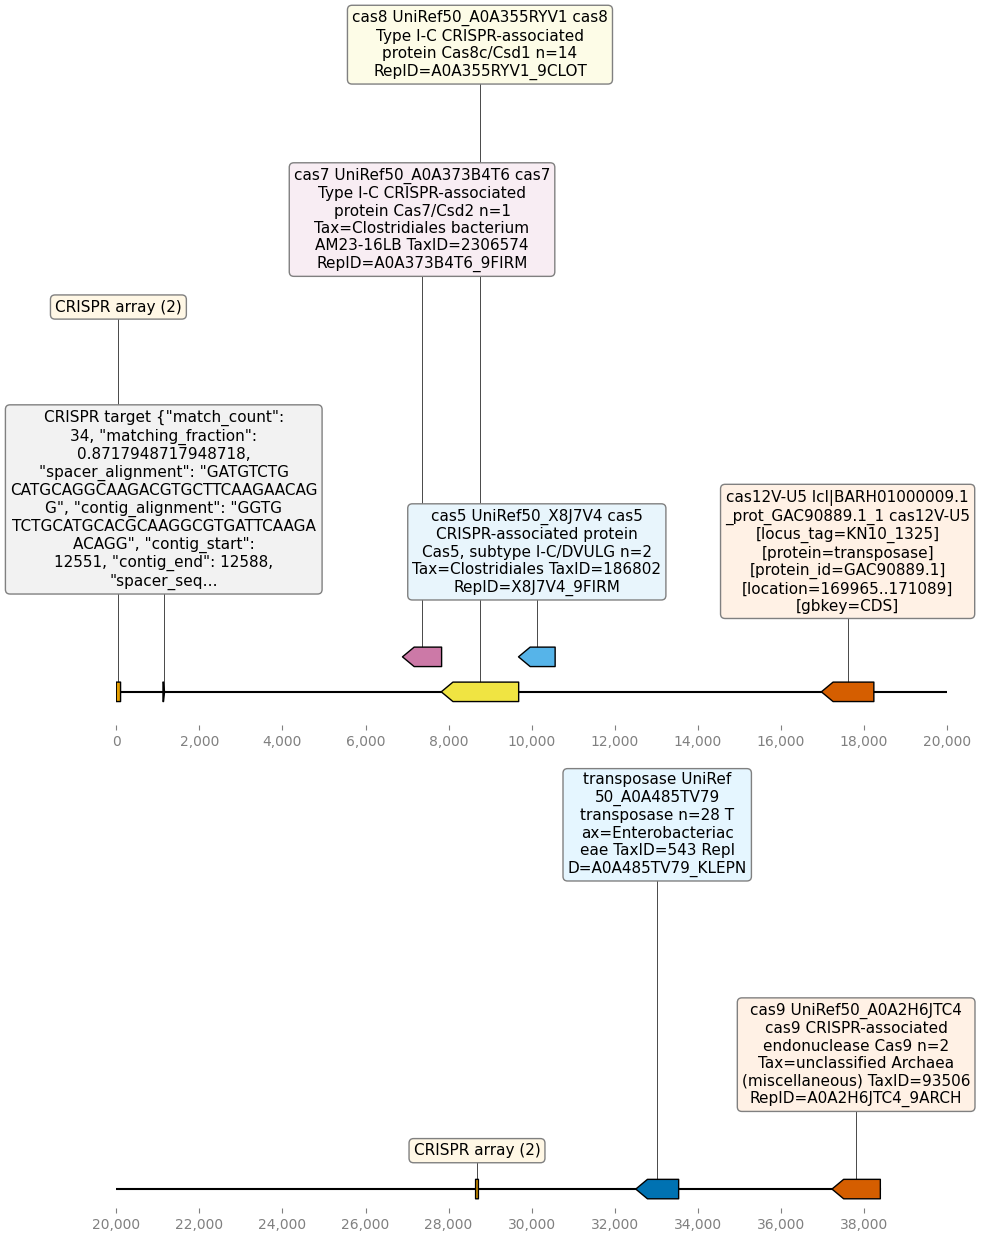 cas8 UniRef50_A0A355RYV1 cas8
Type I-C CRISPR-associated
protein Cas8c/Csd1 n=14
RepID=A0A355RYV1_9CLOT
cas7 UniRef50_A0A373B4T6 cas7
Type I-C CRISPR-associated
protein Cas7/Csd2 n=1
Tax=Clostridiales bacterium
AM23-16LB TaxID=2306574
RepID=A0A373B4T6_9FIRM
CRISPR array (2)
CRISPR target {"match_count":
34, "matching_fraction":
0.8717948717948718,
"spacer_alignment": "GATGTCTG
CATGCAGGCAAGACGTGCTTCAAGAACAG
G", "contig_alignment": "GGTG
TCTGCATGCACGCAAGGCGTGATTCAAGA
ACAGG", "contig_start":
12551, "contig_end": 12588,
"spacer_seq...
cas5 UniRef50_X8J7V4 cas5
CRISPR-associated protein
Cas5, subtype I-C/DVULG n=2
Tax=Clostridiales TaxID=186802
RepID=X8J7V4_9FIRM
cas12V-U5 lcl|BARH01000009.1
_prot_GAC90889.1_1 cas12V-U5
[locus_tag=KN10_1325]
[protein=transposase]
[protein_id=GAC90889.1]
[location=169965..171089]
[gbkey=CDS]
0 2,000 4,000 6,000 8,000 10,000 12,000 14,000 16,000 18,000 20,000
transposase UniRef
50_A0A485TV79
transposase n=28 T
ax=Enterobacteriac
eae TaxID=543 RepI
D=A0A485TV79_KLEPN
cas9 UniRef50_A0A2H6JTC4
cas9 CRISPR-associated
endonuclease Cas9 n=2
Tax=unclassified Archaea
(miscellaneous) TaxID=93506
RepID=A0A2H6JTC4_9ARCH
CRISPR array (2)
20,000 22,000 24,000 26,000 28,000 30,000 32,000 34,000 36,000 38,000